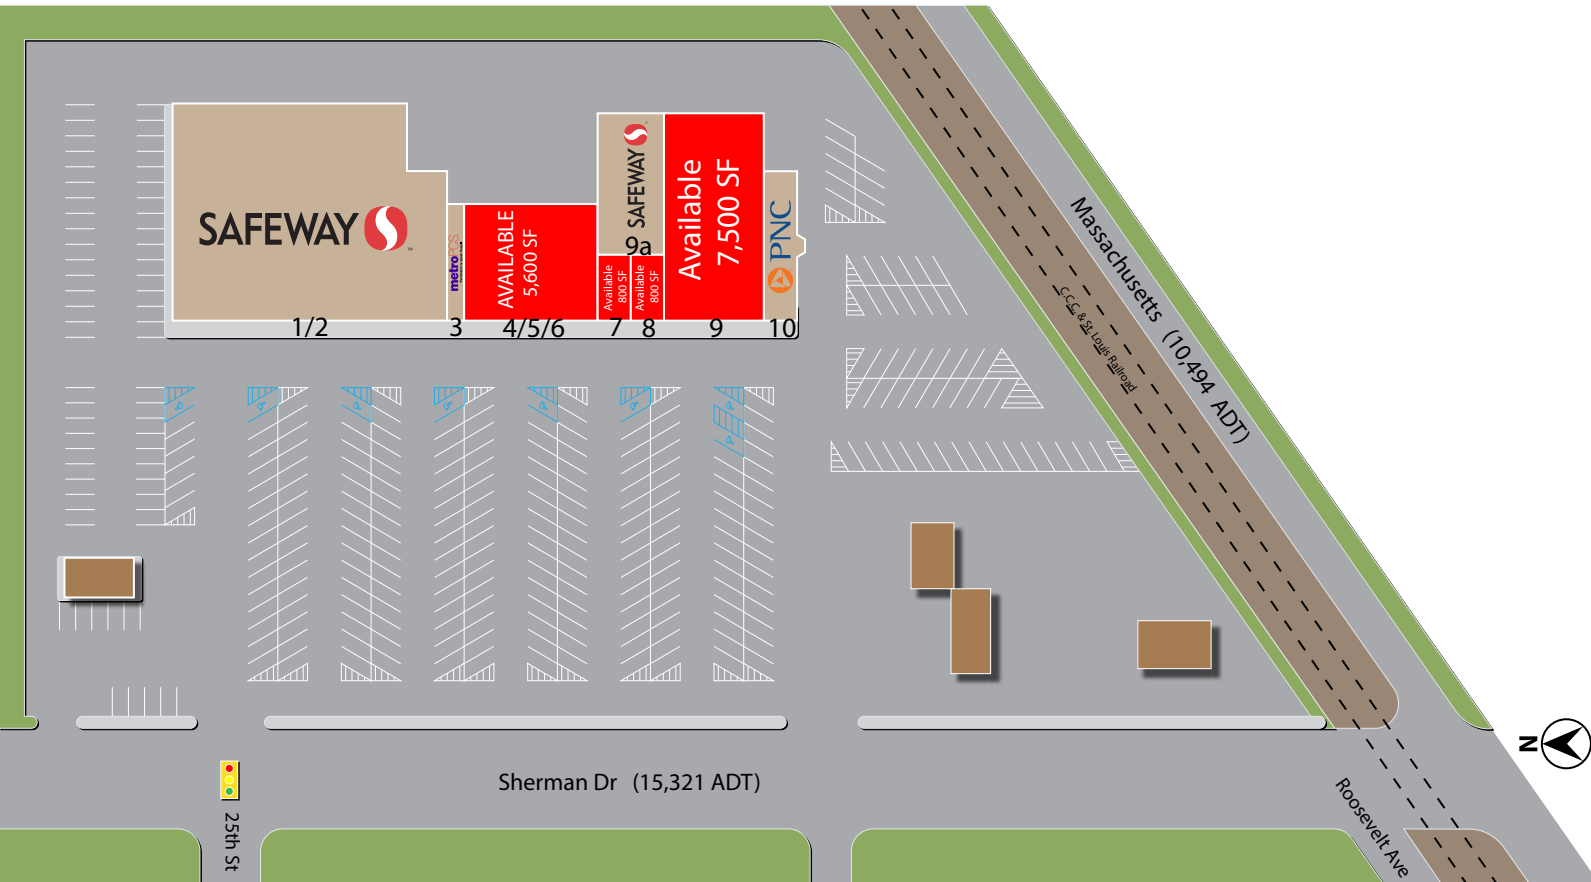 SAFEWAY
metroPCS.
AVAILABLE
5,600 SF
SAFEWAY
9a
Available
800 SF
Available
800 SF
Available
7,500 SF
PNC
1/2
3
4/5/6
7
8
9
10
Massachusetts (10,494 ADT)
C.C.C. & St. Louis Railroad
Sherman Dr (15,321 ADT)
25th St
Roosevelt Ave
N